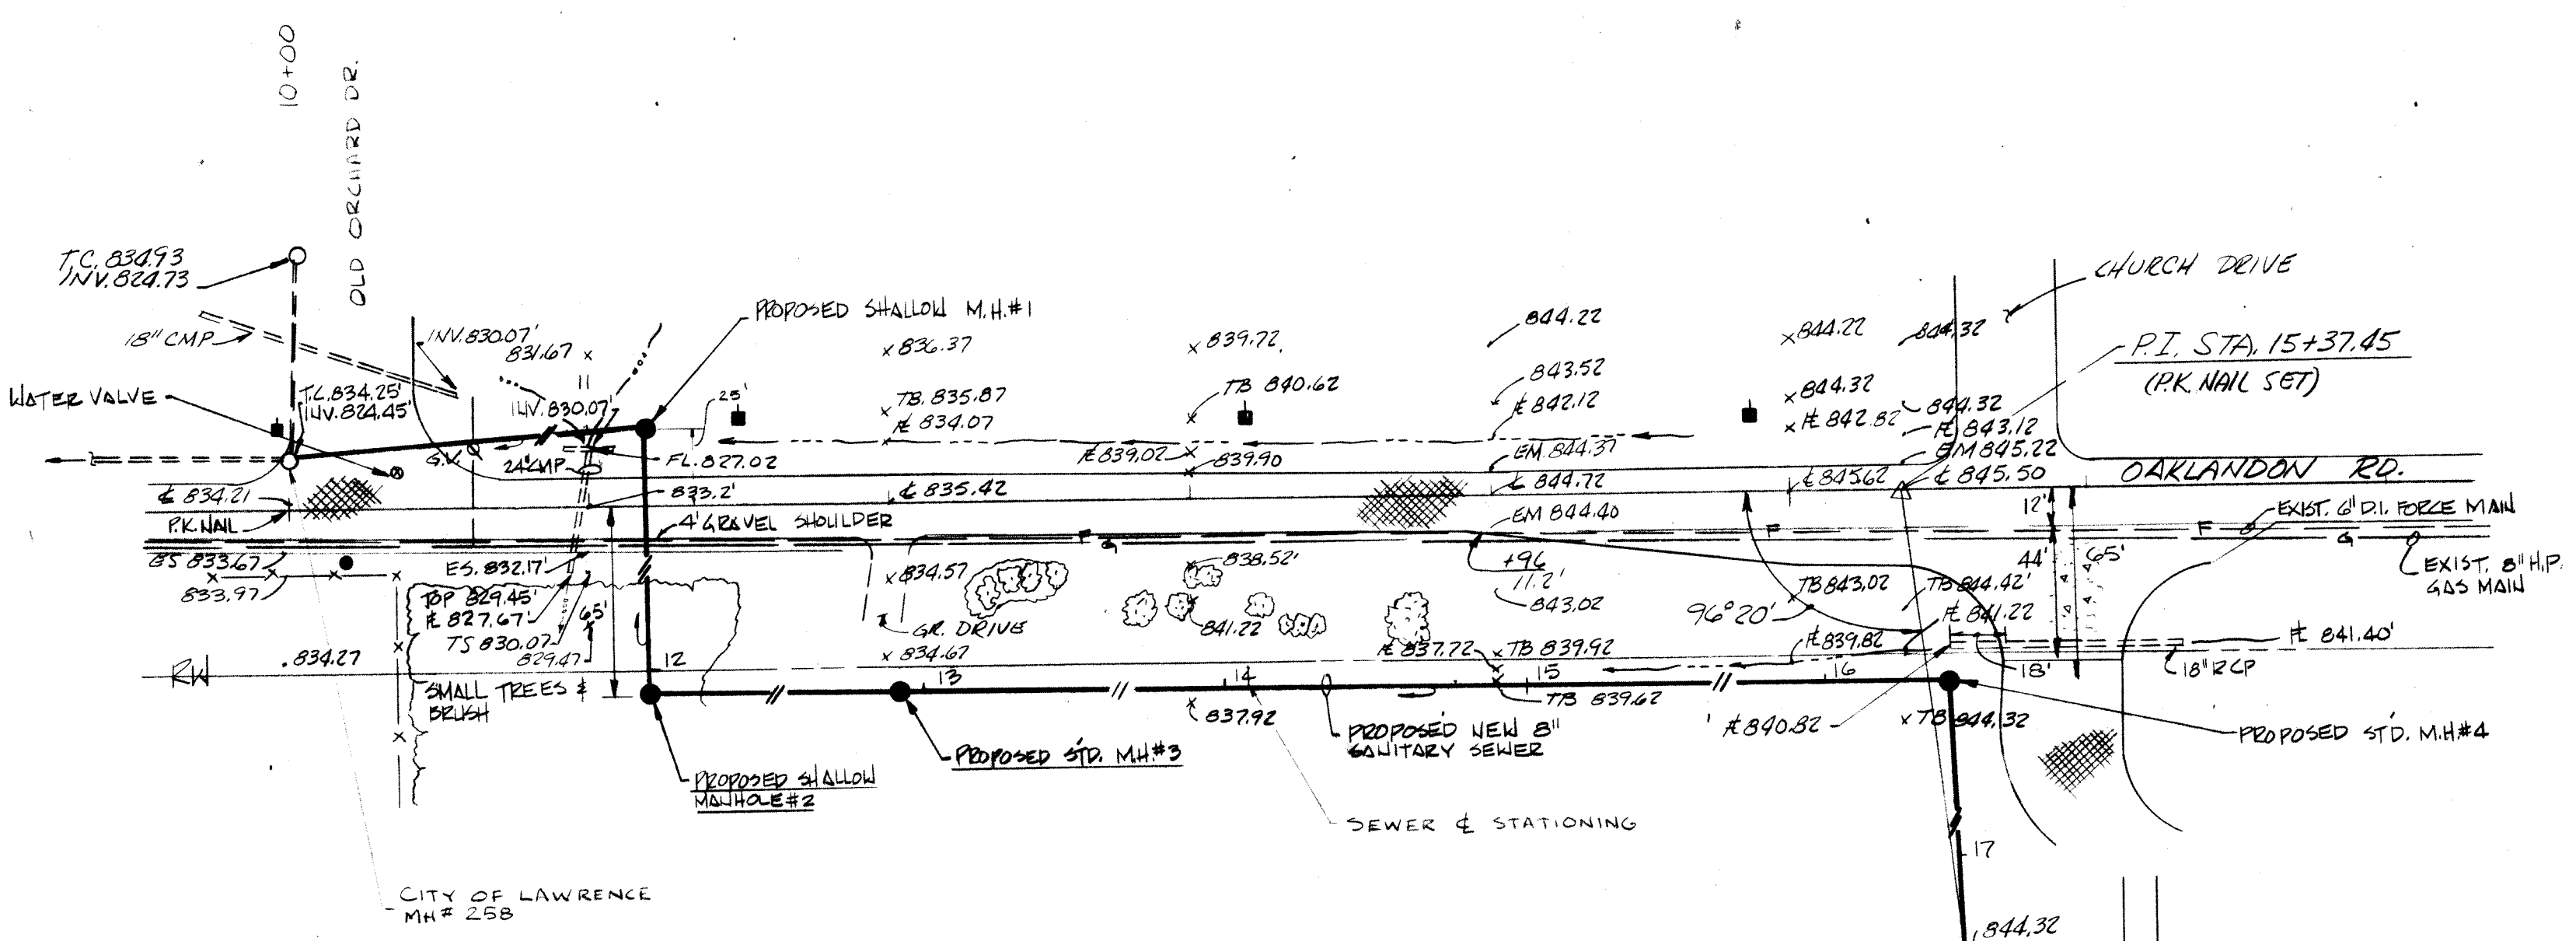 10+00
OLD ORCHARD DR.
T.C. 834.93
INV. 824.73
18" CMP
WATER VALVE
T.C. 834.25'
INV. 824.45'
INV. 830.07'
831.67
11
INV. 830.07'
PROPOSED SHALLOW M.H.#1
25'
G.V.
24" CMP
FL. 827.02
833.2'
℄ 834.21
P.K. NAIL
4' GRAVEL SHOULDER
ES 833.67
833.97
ES. 832.17'
TOP 829.45'
℄ 827.67'
TS 830.07
829.47
65'
834.27
R/W
SMALL TREES &
BRUSH
12
836.37
TB. 835.87
℄ 834.07
℄ 835.42
834.57
GR. DRIVE
834.67
839.72
TB 840.62
℄ 839.02
839.90
838.52'
841.22
837.92
13
14
15
16
17
844.22
843.52
℄ 842.12
EM. 844.37
℄ 844.72
EM 844.40
+96
11.2'
843.02
F
G
℄ 837.72
TB 839.92
TB 839.62
844.22
844.32
℄ 842.82
℄ 845.62
TB 843.02
96°20'
℄ 839.82
844.32
844.32
℄ 843.12
EM 845.22
℄ 845.50
TB 844.42'
℄ 841.22
℄ 840.82
TB 844.32
CHURCH DRIVE
P.I. STA. 15+37.45
(P.K. NAIL SET)
OAKLANDON RD.
12'
44'
65'
F
G
EXIST. 6" D.I. FORCE MAIN
EXIST. 8" H.P.
GAS MAIN
℄ 841.40'
18'
18" RCP
PROPOSED STD. M.H.#4
PROPOSED NEW 8"
SANITARY SEWER
PROPOSED STD. M.H.#3
PROPOSED SHALLOW
MANHOLE #2
SEWER ℄ STATIONING
CITY OF LAWRENCE
MH# 258
844.32